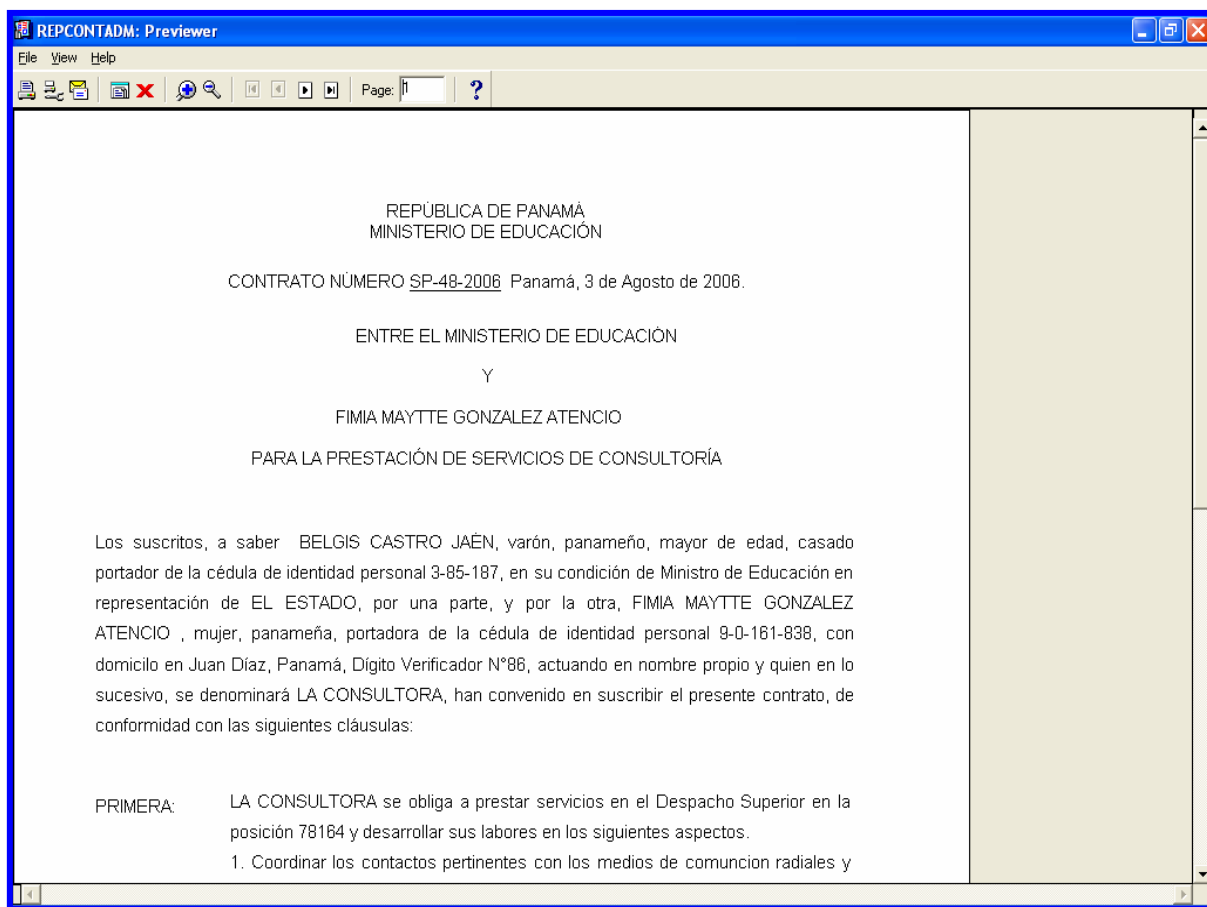 REPCONTADM: Previewer
File View Help
Page: 1
REPÚBLICA DE PANAMÁ
MINISTERIO DE EDUCACIÓN
CONTRATO NÚMERO SP-48-2006 Panamá, 3 de Agosto de 2006.
ENTRE EL MINISTERIO DE EDUCACIÓN
Y
FIMIA MAYTTE GONZALEZ ATENCIO
PARA LA PRESTACIÓN DE SERVICIOS DE CONSULTORÍA
Los suscritos, a saber BELGIS CASTRO JAÉN, varón, panameño, mayor de edad, casado
portador de la cédula de identidad personal 3-85-187, en su condición de Ministro de Educación en
representación de EL ESTADO, por una parte, y por la otra, FIMIA MAYTTE GONZALEZ
ATENCIO , mujer, panameña, portadora de la cédula de identidad personal 9-0-161-838, con
domicilo en Juan Díaz, Panamá, Dígito Verificador N°86, actuando en nombre propio y quien en lo
sucesivo, se denominará LA CONSULTORA, han convenido en suscribir el presente contrato, de
conformidad con las siguientes cláusulas:
PRIMERA: LA CONSULTORA se obliga a prestar servicios en el Despacho Superior en la
posición 78164 y desarrollar sus labores en los siguientes aspectos.
1. Coordinar los contactos pertinentes con los medios de comuncion radiales y